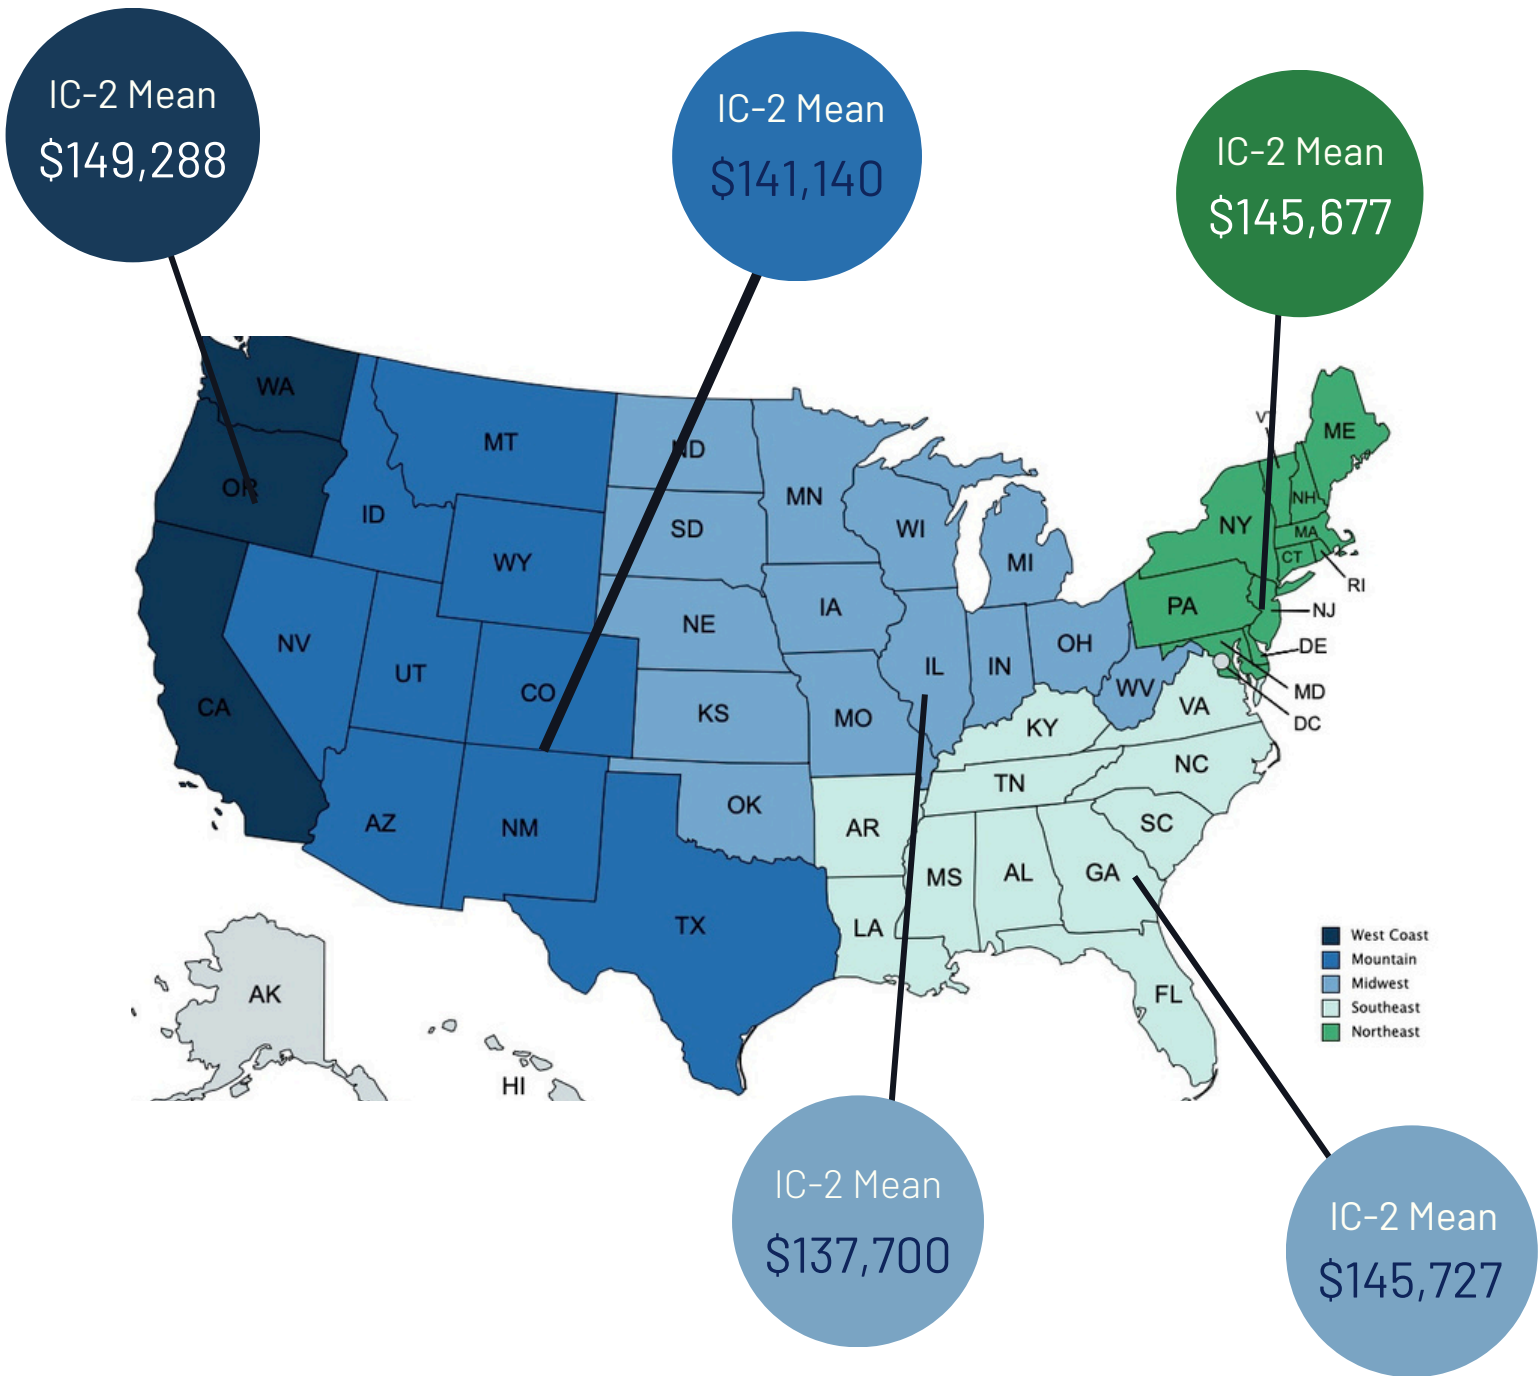 IC-2 Mean
$149,288
IC-2 Mean
$141,140
IC-2 Mean
$145,677
WA
OR
CA
MT
ID
WY
NV
UT
CO
AZ
NM
TX
ND
SD
NE
KS
OK
MN
IA
MO
WI
IL
MI
IN
OH
WV
KY
TN
AR
LA
MS
AL
GA
FL
SC
NC
VA
VT
ME
NH
NY
MA
CT
RI
PA
NJ
DE
MD
DC
AK
HI
West Coast
Mountain
Midwest
Southeast
Northeast
IC-2 Mean
$137,700
IC-2 Mean
$145,727